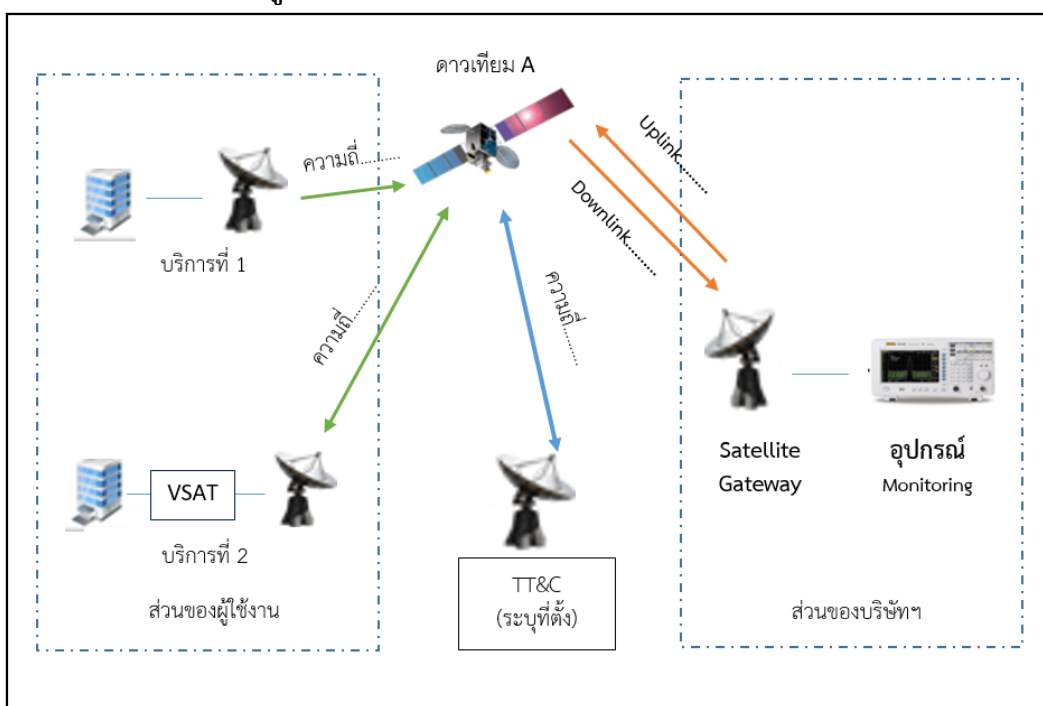 ดาวเทียม A
ความถี่.........
Uplink.........
Downlink.........
บริการที่ 1
ความถี่.........
ความถี่.........
VSAT
บริการที่ 2
Satellite
Gateway
อุปกรณ์
Monitoring
TT&C
(ระบุที่ตั้ง)
ส่วนของผู้ใช้งาน
ส่วนของบริษัทฯ